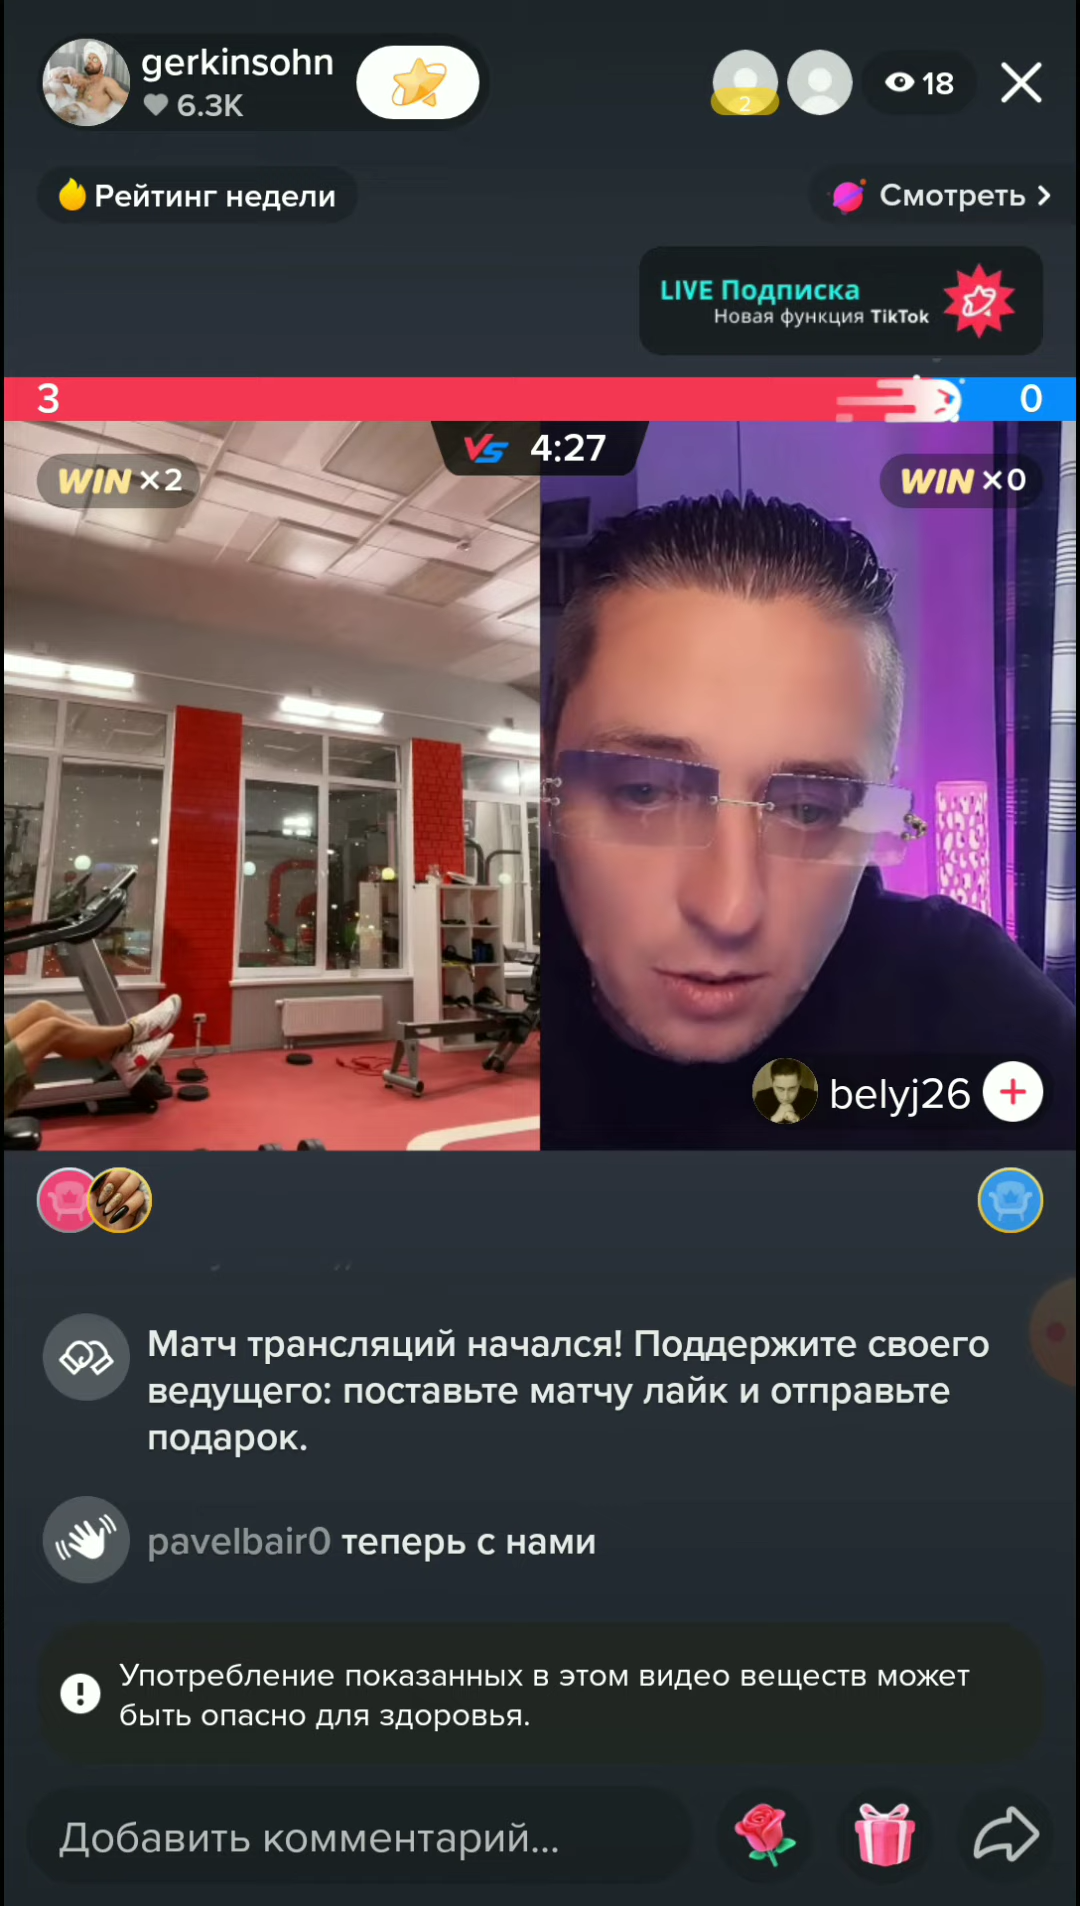 gerkinsohn
6.3K
2
18
Рейтинг недели
Смотреть
LIVE Подписка
Новая функция TikTok
3
0
VS 4:27
WIN ×2
WIN ×0
belyj26
Матч трансляций начался! Поддержите своего
ведущего: поставьте матчу лайк и отправьте
подарок.
pavelbair0 теперь с нами
Употребление показанных в этом видео веществ может
быть опасно для здоровья.
Добавить комментарий...